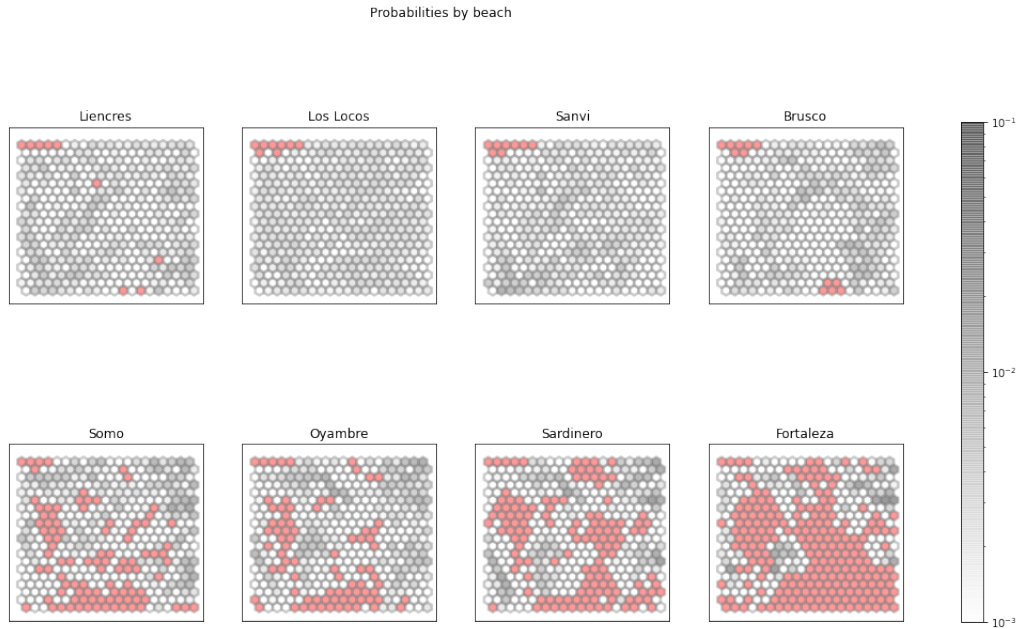 Probabilities by beach
Liencres
Los Locos
Sanvi
Brusco
10⁻¹
10⁻²
Somo
Oyambre
Sardinero
Fortaleza
10⁻³